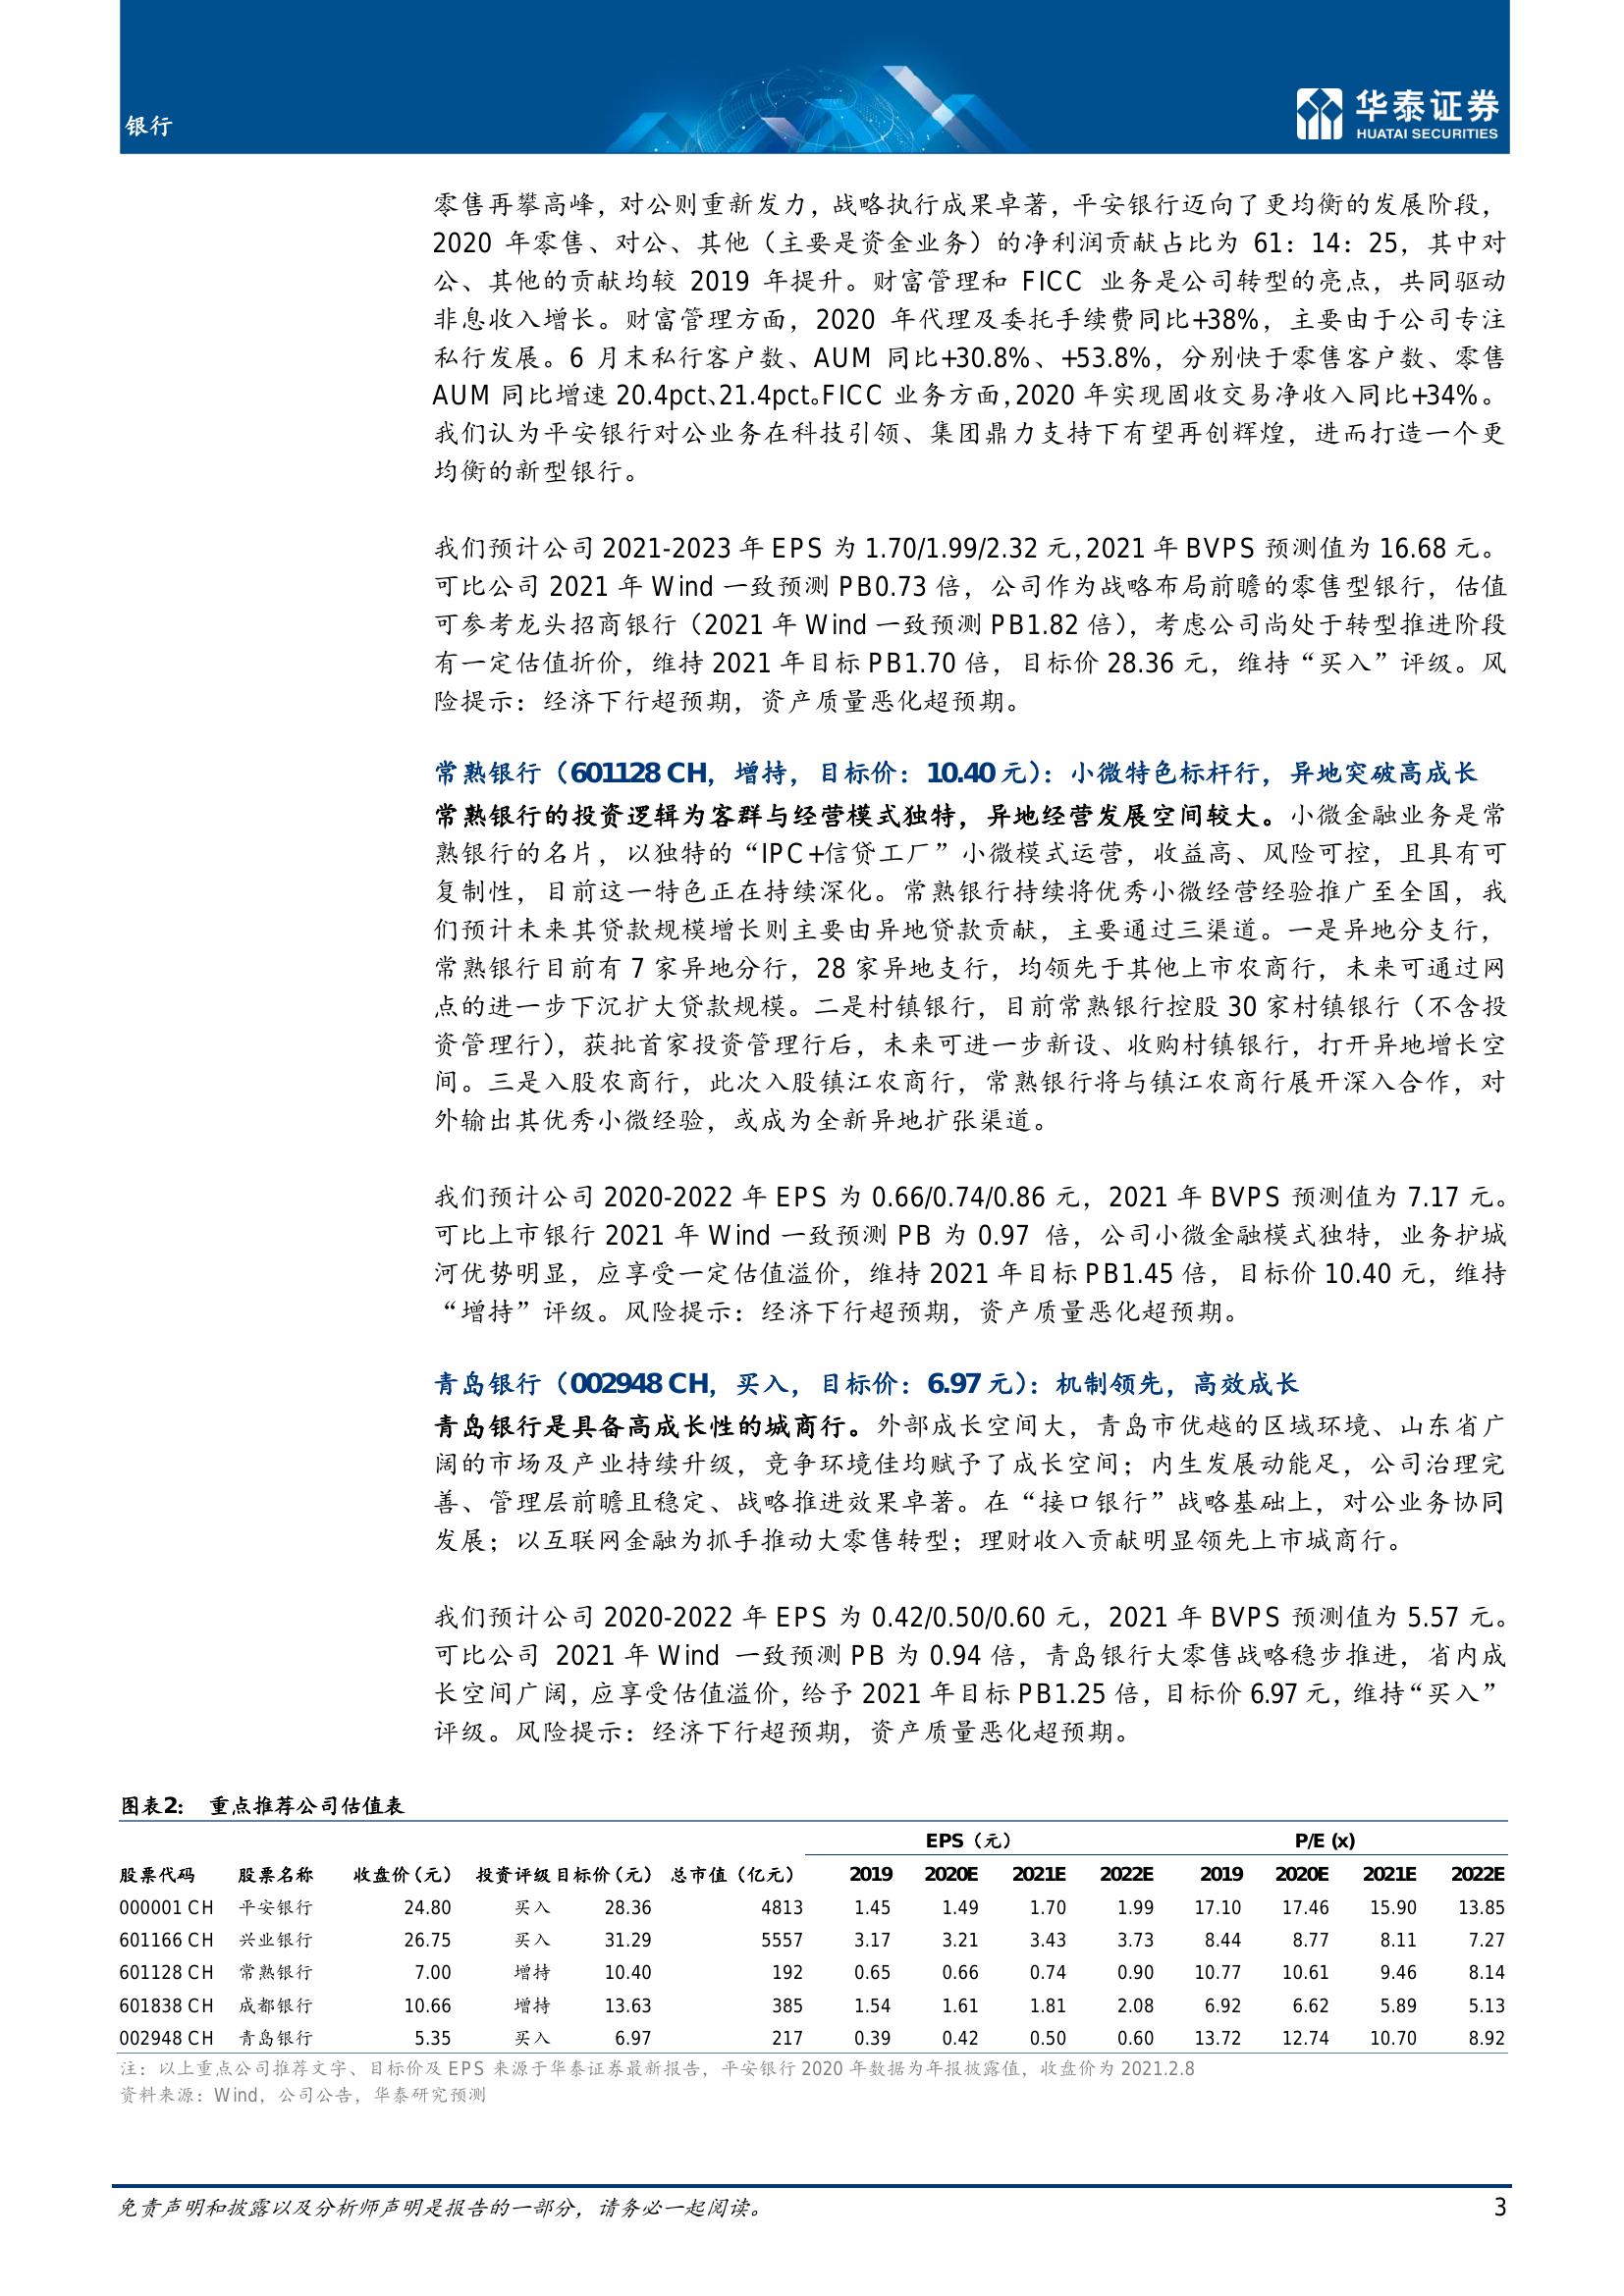 银行
华泰证券
HUATAI SECURITIES
零售再攀高峰，对公则重新发力，战略执行成果卓著，平安银行迈向了更均衡的发展阶段，
2020 年零售、对公、其他（主要是资金业务）的净利润贡献占比为 61：14：25，其中对
公、其他的贡献均较 2019 年提升。财富管理和 FICC 业务是公司转型的亮点，共同驱动
非息收入增长。财富管理方面，2020 年代理及委托手续费同比+38%，主要由于公司专注
私行发展。6 月末私行客户数、AUM 同比+30.8%、+53.8%，分别快于零售客户数、零售
AUM 同比增速 20.4pct、21.4pct。FICC 业务方面，2020 年实现固收交易净收入同比+34%。
我们认为平安银行对公业务在科技引领、集团鼎力支持下有望再创辉煌，进而打造一个更
均衡的新型银行。
我们预计公司 2021-2023 年 EPS 为 1.70/1.99/2.32 元，2021 年 BVPS 预测值为 16.68 元。
可比公司 2021 年 Wind 一致预测 PB0.73 倍，公司作为战略布局前瞻的零售型银行，估值
可参考龙头招商银行（2021 年 Wind 一致预测 PB1.82 倍），考虑公司尚处于转型推进阶段
有一定估值折价，维持 2021 年目标 PB1.70 倍，目标价 28.36 元，维持“买入”评级。风
险提示：经济下行超预期，资产质量恶化超预期。
常熟银行（601128 CH，增持，目标价：10.40 元）：小微特色标杆行，异地突破高成长
常熟银行的投资逻辑为客群与经营模式独特，异地经营发展空间较大。小微金融业务是常
熟银行的名片，以独特的“IPC+信贷工厂”小微模式运营，收益高、风险可控，且具有可
复制性，目前这一特色正在持续深化。常熟银行持续将优秀小微经营经验推广至全国，我
们预计未来其贷款规模增长则主要由异地贷款贡献，主要通过三渠道。一是异地分支行，
常熟银行目前有 7 家异地分行，28 家异地支行，均领先于其他上市农商行，未来可通过网
点的进一步下沉扩大贷款规模。二是村镇银行，目前常熟银行控股 30 家村镇银行（不含投
资管理行），获批首家投资管理行后，未来可进一步新设、收购村镇银行，打开异地增长空
间。三是入股农商行，此次入股镇江农商行，常熟银行将与镇江农商行展开深入合作，对
外输出其优秀小微经验，或成为全新异地扩张渠道。
我们预计公司 2020-2022 年 EPS 为 0.66/0.74/0.86 元，2021 年 BVPS 预测值为 7.17 元。
可比上市银行 2021 年 Wind 一致预测 PB 为 0.97 倍，公司小微金融模式独特，业务护城
河优势明显，应享受一定估值溢价，维持 2021 年目标 PB1.45 倍，目标价 10.40 元，维持
“增持”评级。风险提示：经济下行超预期，资产质量恶化超预期。
青岛银行（002948 CH，买入，目标价：6.97 元）：机制领先，高效成长
青岛银行是具备高成长性的城商行。外部成长空间大，青岛市优越的区域环境、山东省广
阔的市场及产业持续升级，竞争环境佳均赋予了成长空间；内生发展动能足，公司治理完
善、管理层前瞻且稳定、战略推进效果卓著。在“接口银行”战略基础上，对公业务协同
发展；以互联网金融为抓手推动大零售转型；理财收入贡献明显领先上市城商行。
我们预计公司 2020-2022 年 EPS 为 0.42/0.50/0.60 元，2021 年 BVPS 预测值为 5.57 元。
可比公司 2021 年 Wind 一致预测 PB 为 0.94 倍，青岛银行大零售战略稳步推进，省内成
长空间广阔，应享受估值溢价，给予 2021 年目标 PB1.25 倍，目标价 6.97 元，维持“买入”
评级。风险提示：经济下行超预期，资产质量恶化超预期。
图表2： 重点推荐公司估值表
EPS（元） P/E (x)
股票代码 股票名称 收盘价(元) 投资评级 目标价(元) 总市值（亿元） 2019 2020E 2021E 2022E 2019 2020E 2021E 2022E
000001 CH 平安银行 24.80 买入 28.36 4813 1.45 1.49 1.70 1.99 17.10 17.46 15.90 13.85
601166 CH 兴业银行 26.75 买入 31.29 5557 3.17 3.21 3.43 3.73 8.44 8.77 8.11 7.27
601128 CH 常熟银行 7.00 增持 10.40 192 0.65 0.66 0.74 0.90 10.77 10.61 9.46 8.14
601838 CH 成都银行 10.66 增持 13.63 385 1.54 1.61 1.81 2.08 6.92 6.62 5.89 5.13
002948 CH 青岛银行 5.35 买入 6.97 217 0.39 0.42 0.50 0.60 13.72 12.74 10.70 8.92
注：以上重点公司推荐文字、目标价及 EPS 来源于华泰证券最新报告，平安银行 2020 年数据为年报披露值，收盘价为 2021.2.8
资料来源：Wind，公司公告，华泰研究预测
免责声明和披露以及分析师声明是报告的一部分，请务必一起阅读。 3